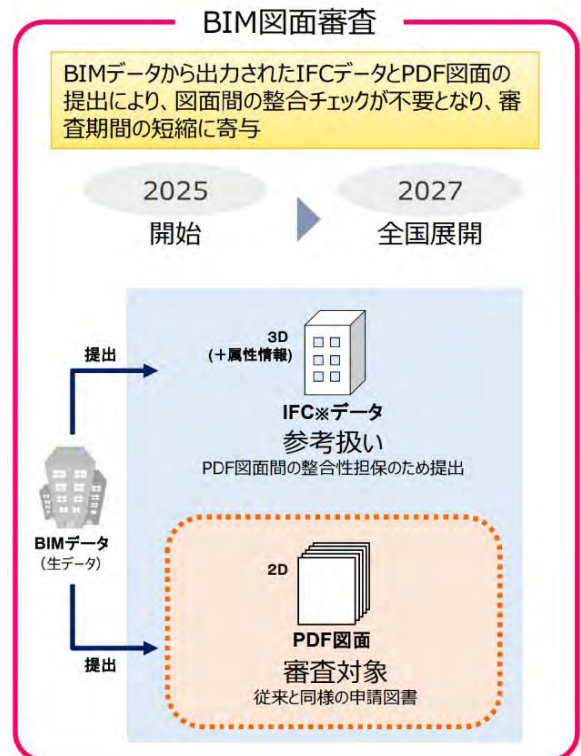 BIM図面審査
BIMデータから出力されたIFCデータとPDF図面の
提出により、図面間の整合チェックが不要となり、審
査期間の短縮に寄与
2025
開始
2027
全国展開
提出
3D
(+属性情報)
IFC※データ
参考扱い
PDF図面間の整合性担保のため提出
BIMデータ
(生データ)
2D
PDF図面
審査対象
従来と同様の申請図書
提出